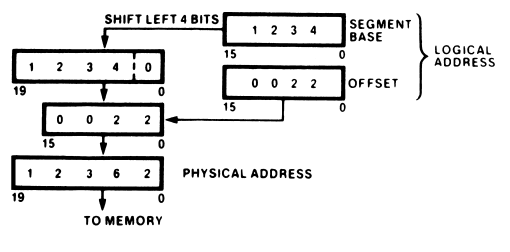 SHIFT LEFT 4 BITS
1 2 3 4
SEGMENT
BASE
15 0
LOGICAL
ADDRESS
1 2 3 4 0
19 0
0 0 2 2
OFFSET
15 0
0 0 2 2
15 0
1 2 3 6 2
PHYSICAL ADDRESS
19 0
TO MEMORY